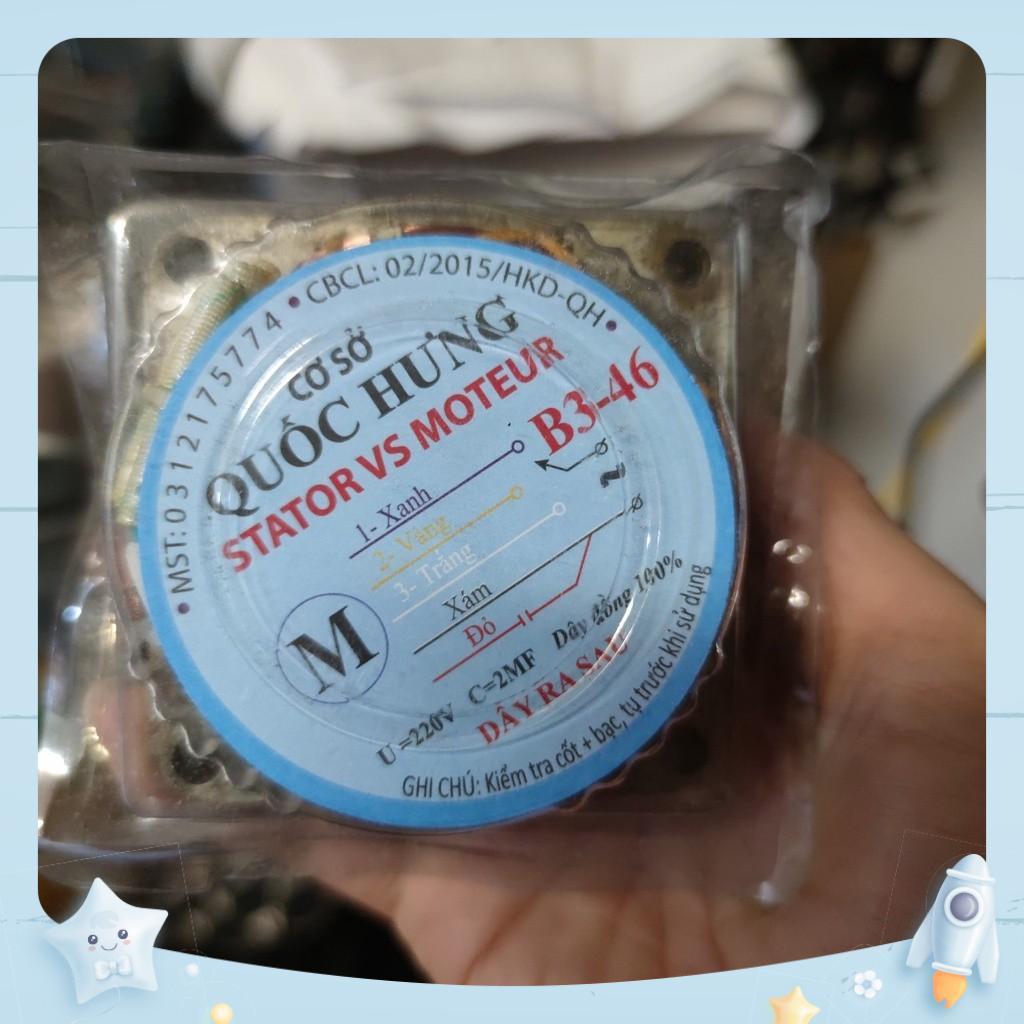 MST: 0312175774 • CBCL: 02/2015/HKD-QH •
CƠ SỞ
QUỐC HƯNG
STATOR VS MOTEUR
B3-46
1- Xanh
2- Vàng
3- Trắng
Xám
Đỏ
~
M
U =220V C=2MF Dây đồng 100%
DÂY RA SAU
GHI CHÚ: Kiểm tra cốt + bạc, tụ trước khi sử dụng